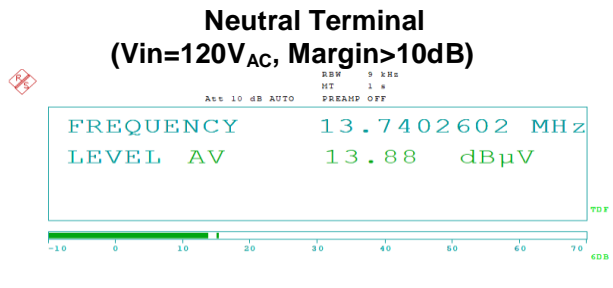 Neutral Terminal
(Vin=120VAC, Margin>10dB)
R S
RBW 9 kHz
MT 1 s
Att 10 dB AUTO PREAMP OFF
FREQUENCY 13.7402602 MHz
LEVEL AV 13.88 dBµV
TDF
-10 0 10 20 30 40 50 60 70
6DB